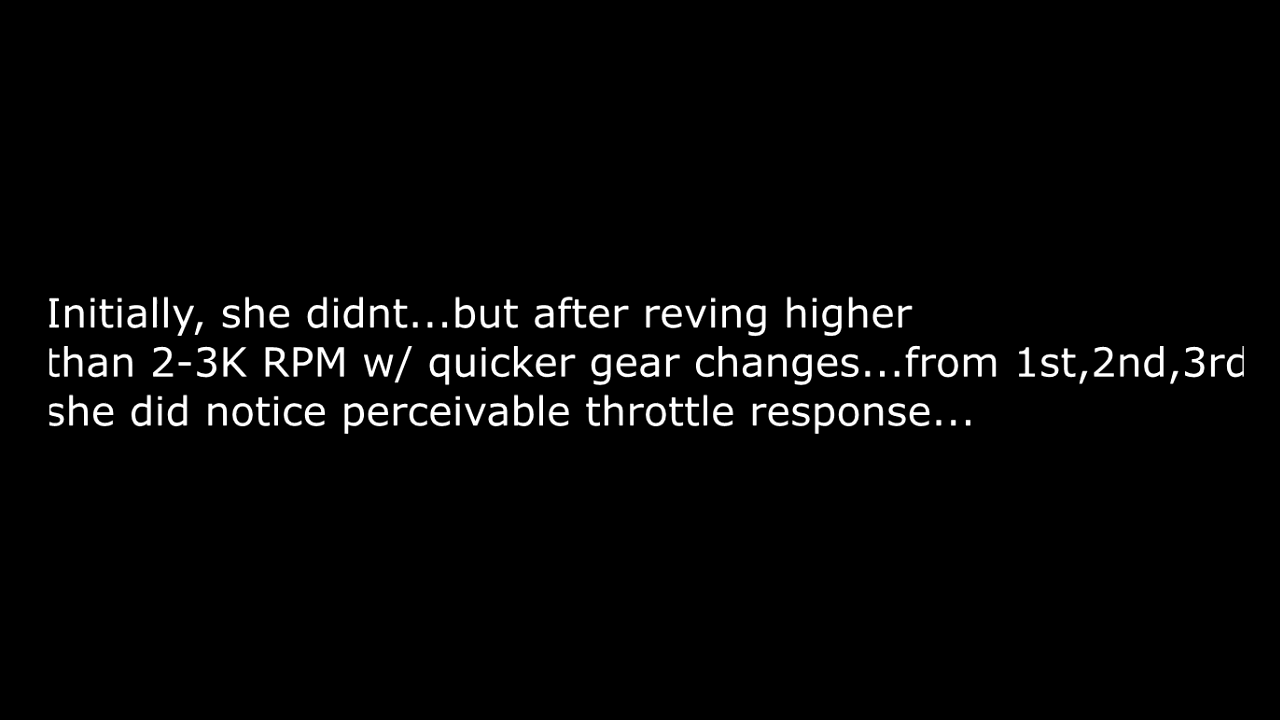 Initially, she didnt...but after reving higher
than 2-3K RPM w/ quicker gear changes...from 1st,2nd,3rd
she did notice perceivable throttle response...